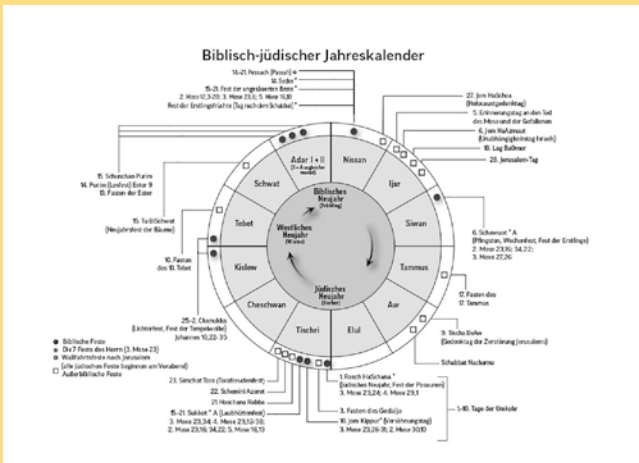 Biblisch-jüdischer Jahreskalender
14.-21. Pessach (Passah)
14. Seder
15.-21. Fest der ungesäuerten Brote
2. Mose 12,3-20; 3. Mose 23,6; 5. Mose 16,18
Fest der Erstlingsfrüchte (Tag nach dem Schabbat)
27. Jom HaSchoa
(Holocaustgedenktag)
5. Erinnerungstag an den Tod
des Mose und der Gefallenen
6. Jom HaAzmaut
(Unabhängigkeitstag Israels)
18. Lag BaOmer
28. Jerusalem-Tag
15. Schuschan Purim
14. Purim (Losfest) Ester 9
13. Fasten der Ester
15. Tu BiSchwat
(Neujahrsfest der Bäume)
10. Fasten
des 10. Tebet
25.-2. Chanukka
(Lichterfest, Fest der Tempelweihe)
Johannes 10,22-35
Adar I + II
Nissan
Ijar
Siwan
Tammus
Aw
Elul
Tischri
Cheschwan
Kislew
Tebet
Schwat
Biblisches
Neujahr
(Frühling)
Westliches
Neujahr
(Winter)
Jüdisches
Neujahr
(Herbst)
6. Schawuot * A
(Pfingsten, Wochenfest, Fest der Erstlinge)
2. Mose 23,16; 34,22;
3. Mose 27,26
17. Fasten des
17. Tammus
9. Tischa BeAw
(Gedenktag der Zerstörung Jerusalems)
Schabbat Nachamu
1.-10. Tage der Umkehr
Biblische Feste
Die 7 Feste des Herrn (3. Mose 23)
Wallfahrtsfeste nach Jerusalem
(alle jüdischen Feste beginnen am Vorabend)
Außerbiblische Feste
23. Simchat Tora (Torafreudenfest)
22. Schemini Azeret
21. Hoschana Rabba
15.-21. Sukkot * A (Laubhüttenfest)
3. Mose 23,34; 4. Mose 29,12-38;
2. Mose 23,16; 34,22; 5. Mose 16,13
1. Rosch HaSchana *
(jüdisches Neujahr, Fest der Posaunen)
3. Mose 23,24; 4. Mose 29,1
3. Fasten des Gedalja
10. Jom Kippur * (Versöhnungstag)
3. Mose 23,26-31; 2. Mose 30,10